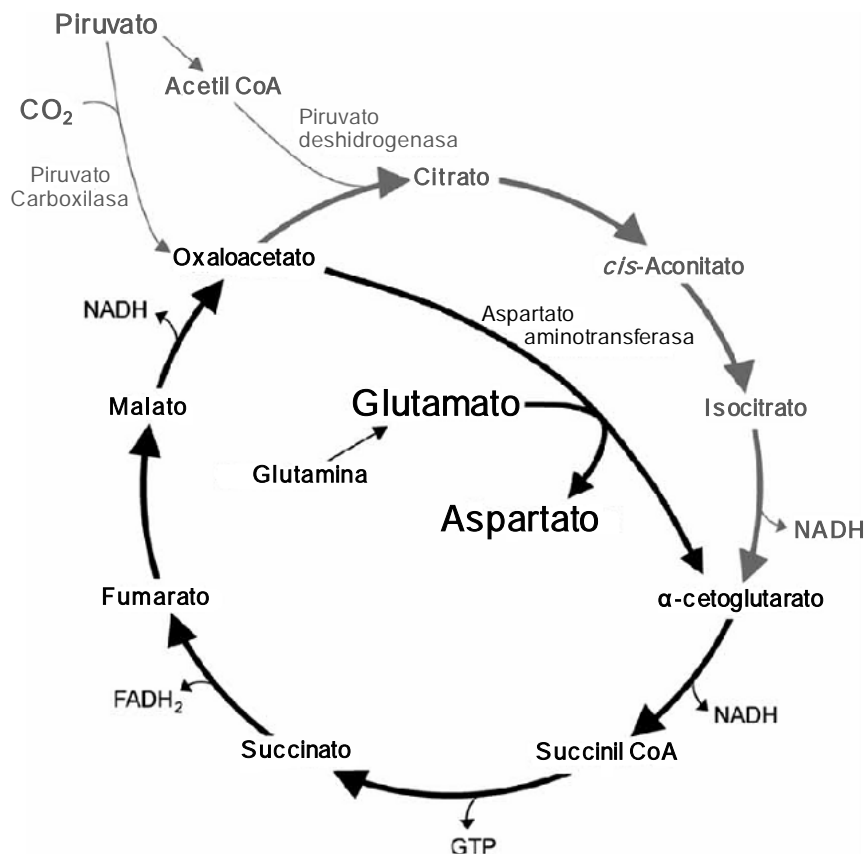 Piruvato
Acetil CoA
CO₂
Piruvato
deshidrogenasa
Piruvato
Carboxilasa
Citrato
Oxaloacetato
cis-Aconitato
NADH
Aspartato
aminotransferasa
Malato
Glutamato
Isocitrato
Glutamina
Aspartato
NADH
Fumarato
α-cetoglutarato
FADH₂
NADH
Succinato
Succinil CoA
GTP